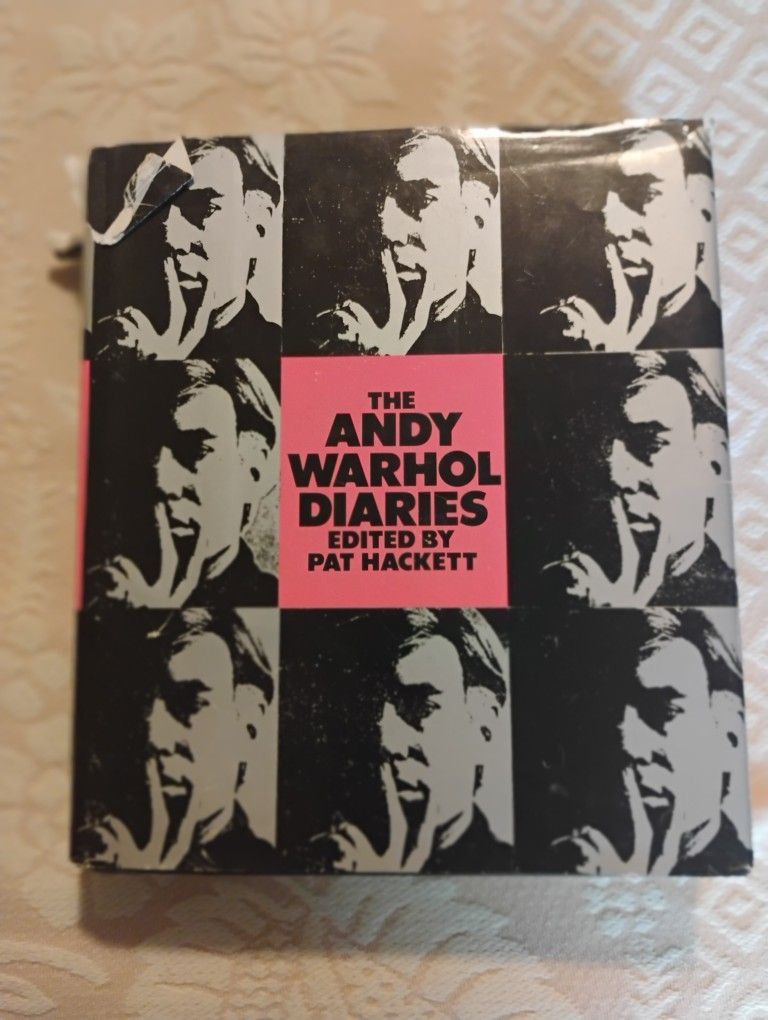 THE
ANDY
WARHOL
DIARIES
EDITED BY
PAT HACKETT